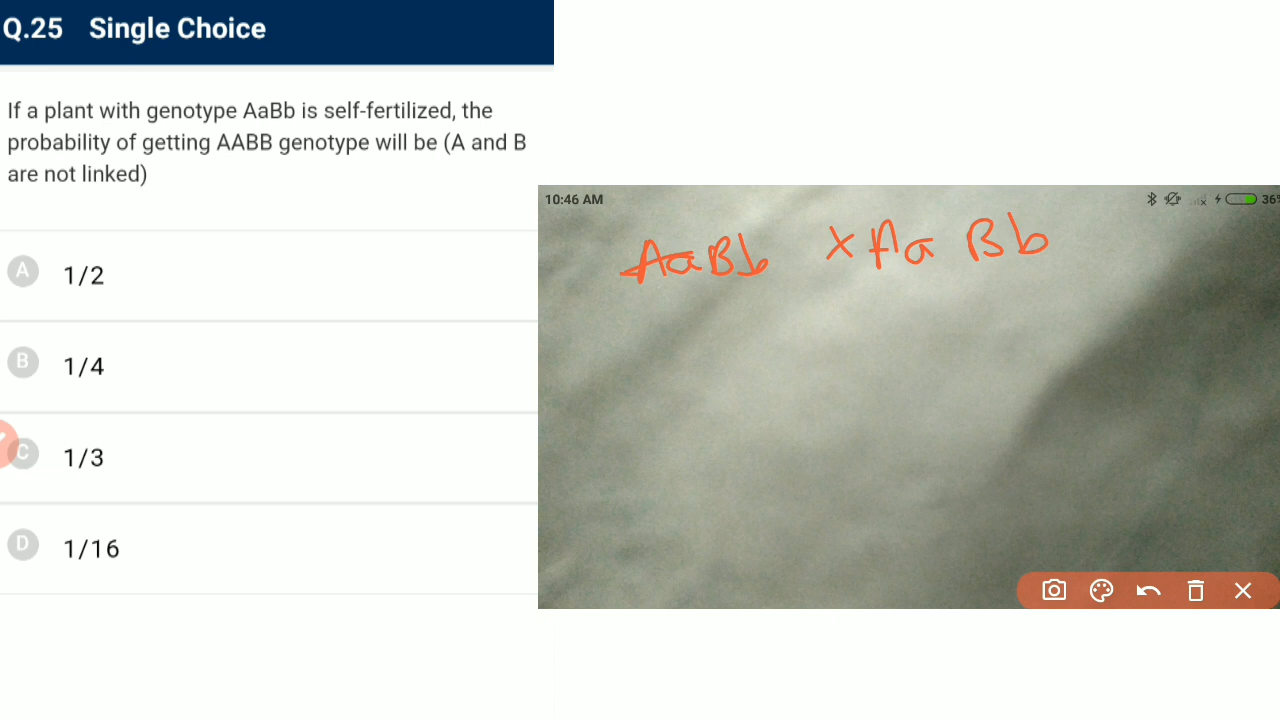 Q.25 Single Choice
If a plant with genotype AaBb is self-fertilized, the
probability of getting AABB genotype will be (A and B
are not linked)
A 1/2
B 1/4
C 1/3
D 1/16
10:46 AM 36%
AaBb x Aa Bb